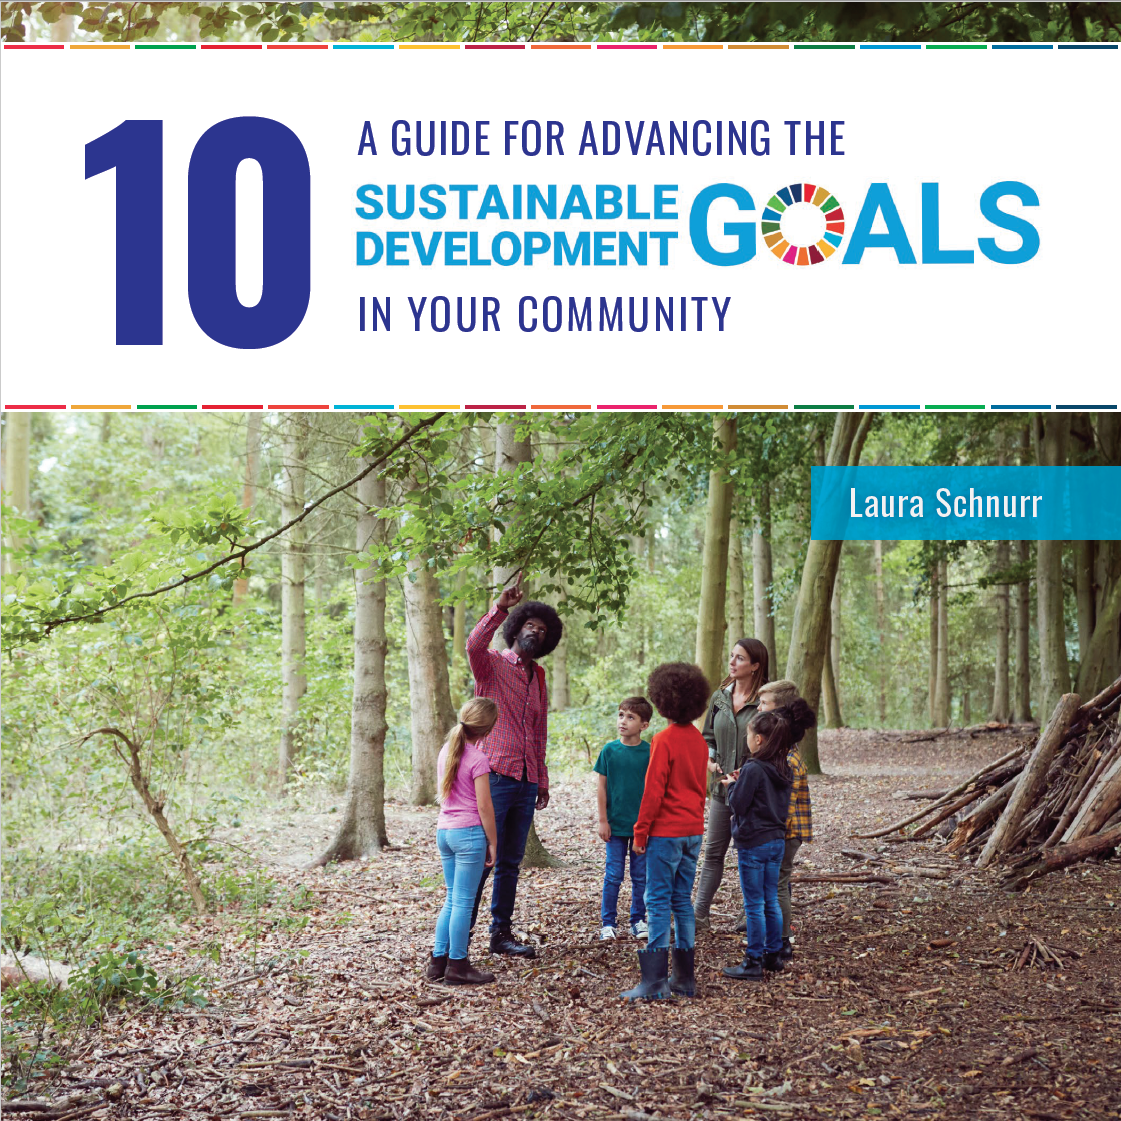 10
A GUIDE FOR ADVANCING THE
SUSTAINABLE
DEVELOPMENT GOALS
IN YOUR COMMUNITY
Laura Schnurr